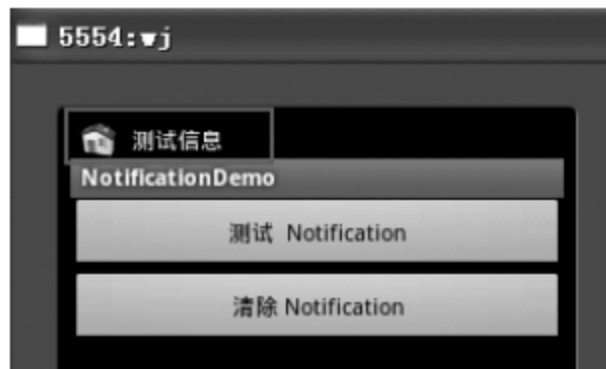 5554:wj
测试信息
NotificationDemo
测试 Notification
清除 Notification